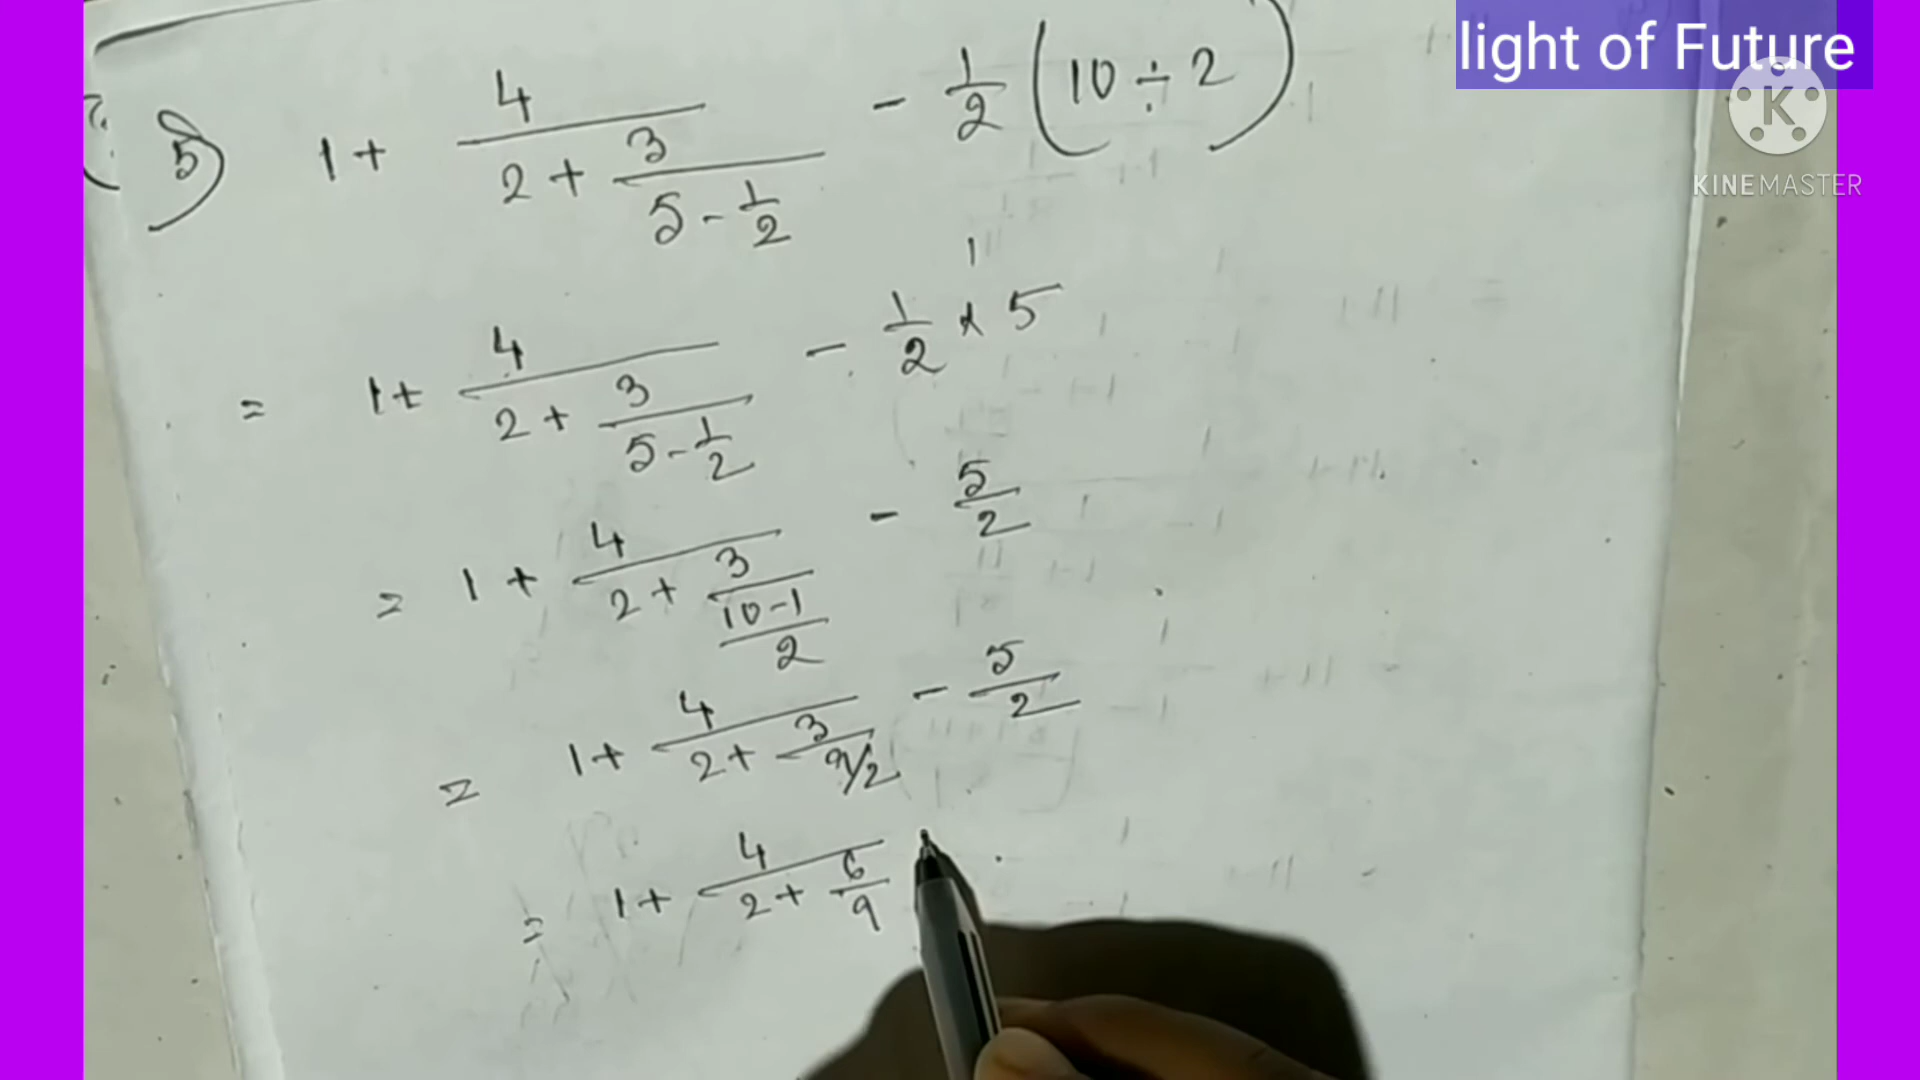 light of Future
K
KINEMASTER
5) 1 + 4/(2 + 3/(5 - 1/2)) - 1/2 (10 ÷ 2)
= 1 + 4/(2 + 3/(5 - 1/2)) - 1/2 × 5
= 1 + 4/(2 + 3/((10-1)/2)) - 5/2
= 1 + 4/(2 + 3/(9/2)) - 5/2
= 1 + 4/(2 + 6/9)